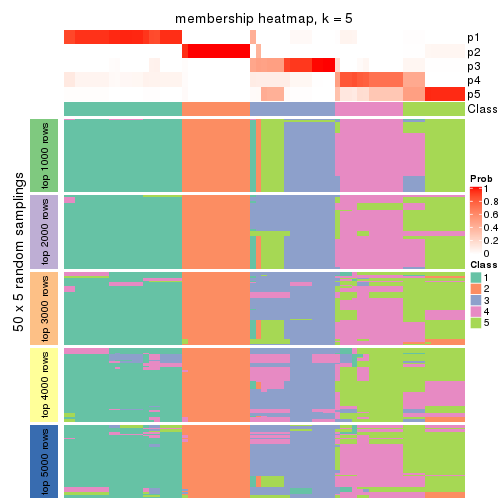 membership heatmap, k = 5
p1
p2
p3
p4
p5
Class
50 x 5 random samplings
top 1000 rows
top 2000 rows
top 3000 rows
top 4000 rows
top 5000 rows
Prob
1
0.8
0.6
0.4
0.2
0
Class
1
2
3
4
5